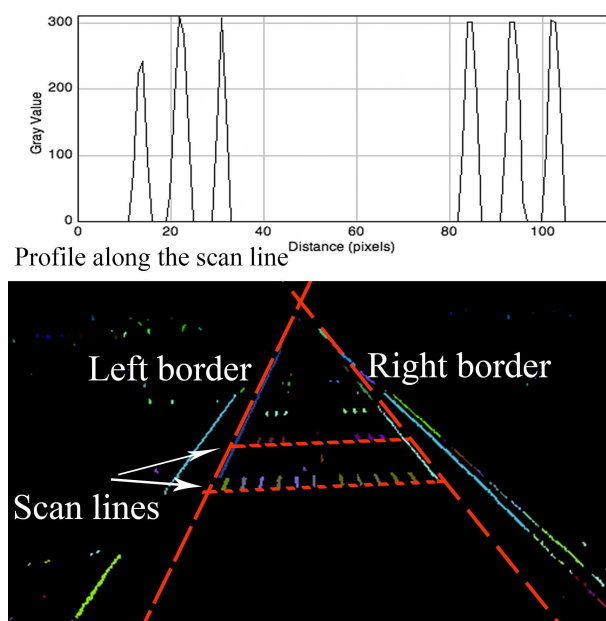 300
200
100
0
Gray Value
0 20 40 60 80 100
Distance (pixels)
Profile along the scan line
Left border
Right border
Scan lines